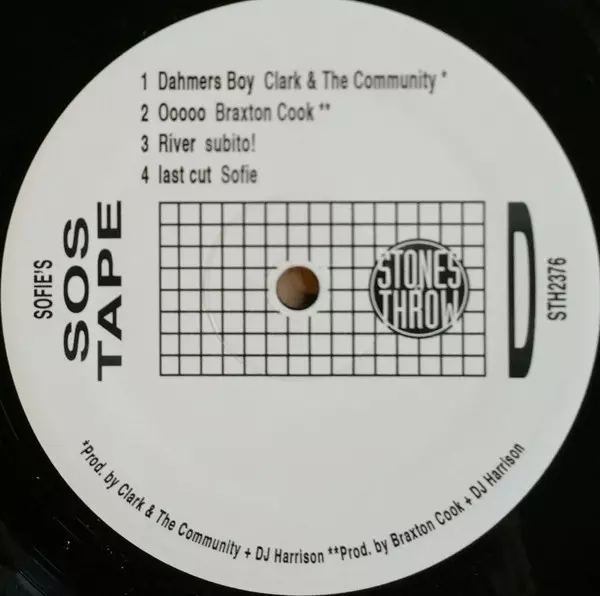 1 Dahmers Boy Clark & The Community *
2 Ooooo Braxton Cook **
3 River subito!
4 last cut Sofie
SOFIE'S
SOS
TAPE
STONES
THROW
D
STH2376
*Prod. by Clark & The Community + DJ Harrison **Prod. by Braxton Cook + DJ Harrison